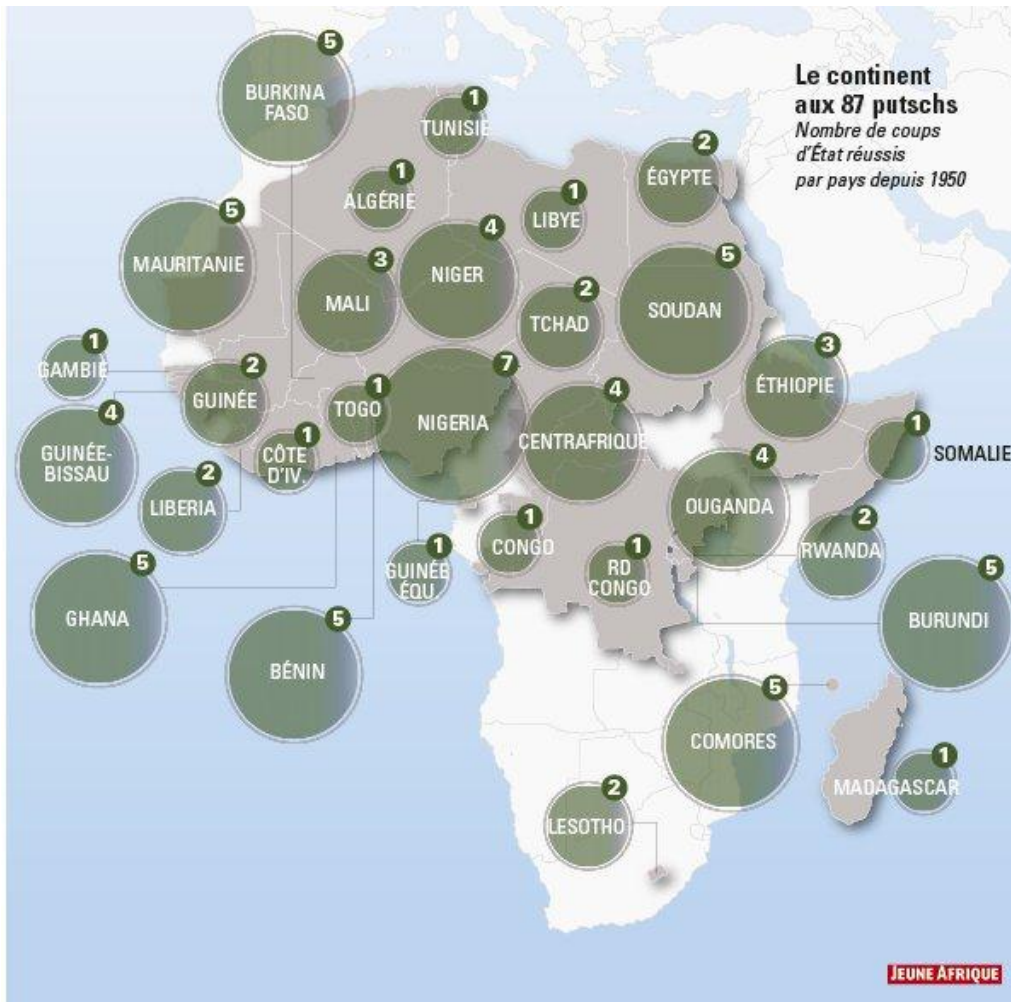 Le continent
aux 87 putschs
Nombre de coups
d'État réussis
par pays depuis 1950
5
BURKINA
FASO
1
TUNISIE
2
ÉGYPTE
1
ALGÉRIE
1
LIBYE
5
MAURITANIE
3
MALI
4
NIGER
2
TCHAD
5
SOUDAN
1
GAMBIE
2
GUINÉE
1
TOGO
7
NIGERIA
4
CENTRAFRIQUE
3
ÉTHIOPIE
4
GUINÉE-
BISSAU
1
CÔTE
D'IV.
1
SOMALIE
2
LIBERIA
4
OUGANDA
1
CONGO
1
GUINÉE
ÉQU.
1
RD
CONGO
2
RWANDA
5
GHANA
5
BÉNIN
5
BURUNDI
5
COMORES
1
MADAGASCAR
2
LESOTHO
JEUNE AFRIQUE